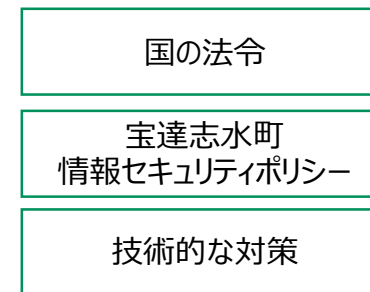 国の法令
宝達志水町
情報セキュリティポリシー
技術的な対策